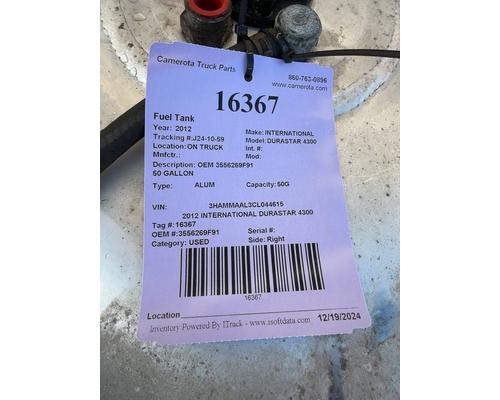 Camerota Truck Parts
860-763-0896
www.camerota.com
16367
Fuel Tank
Year: 2012 Make: INTERNATIONAL
Tracking #:J24-10-59 Model: DURASTAR 4300
Location: ON TRUCK Int. #:
Mnfctr.: Mod:
Description: OEM 3556269F91
50 GALLON
Type: ALUM Capacity: 50G
VIN: 3HAMMAAL3CL044615
2012 INTERNATIONAL DURASTAR 4300
Tag #:16367
OEM #:3556269F91 Serial #:
Category: USED Side: Right
16367
Location
Inventory Powered By ITrack - www.isoftdata.com 12/19/2024